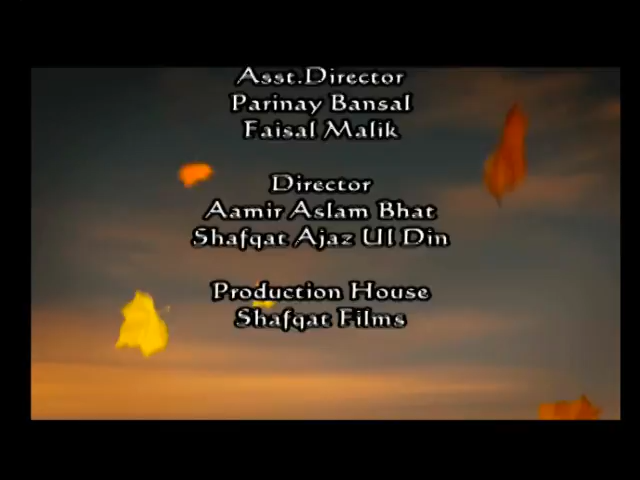 Asst.Director
Parinay Bansal
Faisal Malik
Director
Aamir Aslam Bhat
Shafqat Ajaz Ul Din
Production House
Shafqat Films